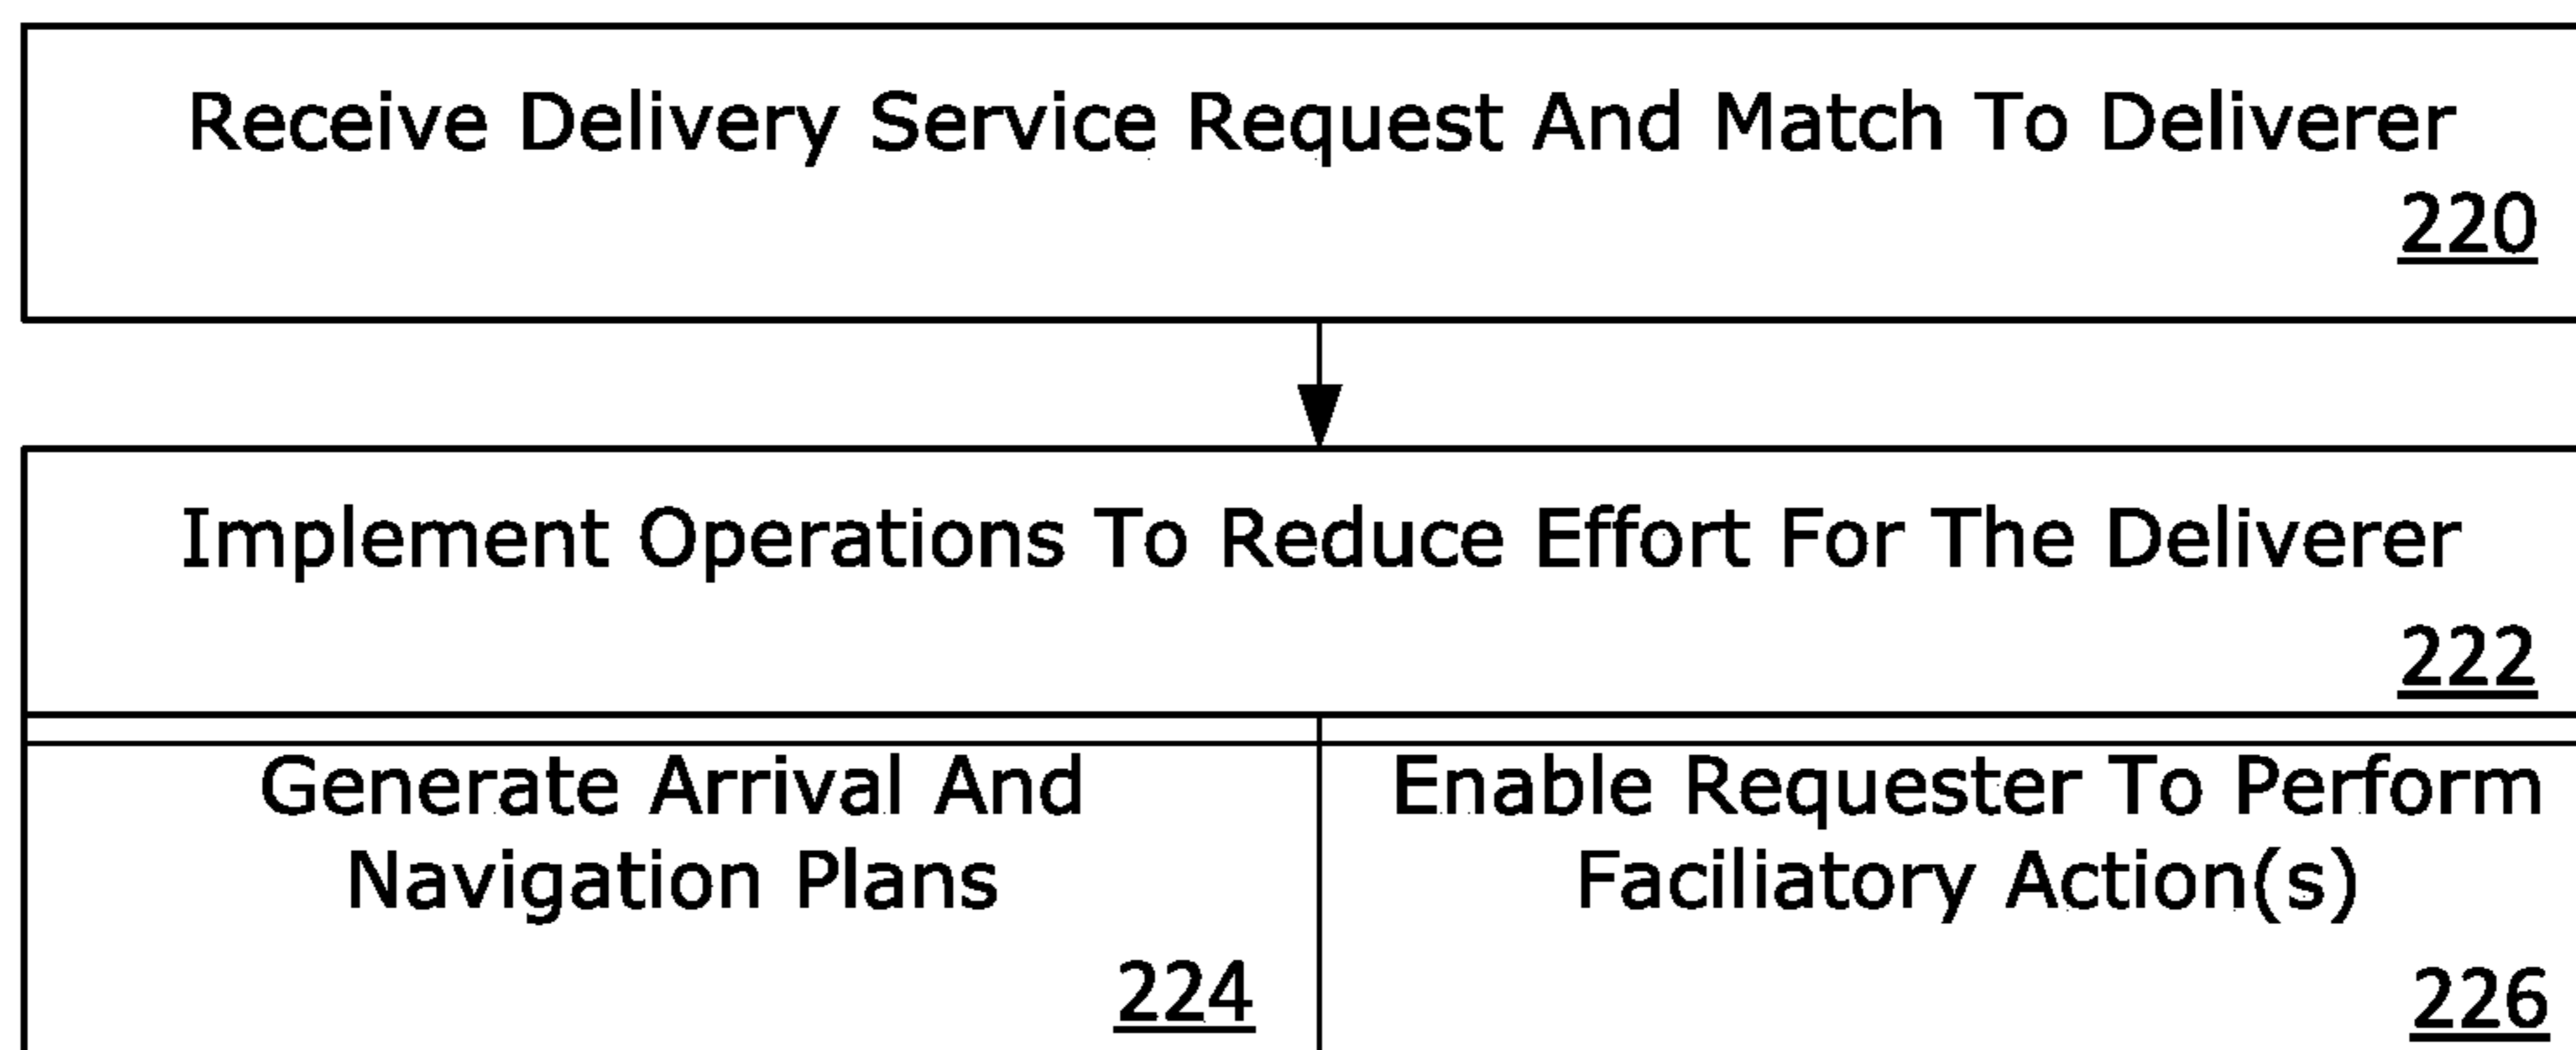 Receive Delivery Service Request And Match To Deliverer
220
Implement Operations To Reduce Effort For The Deliverer
222
Generate Arrival And
Navigation Plans
224
Enable Requester To Perform
Faciliatory Action(s)
226